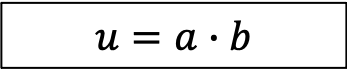 u = a · b